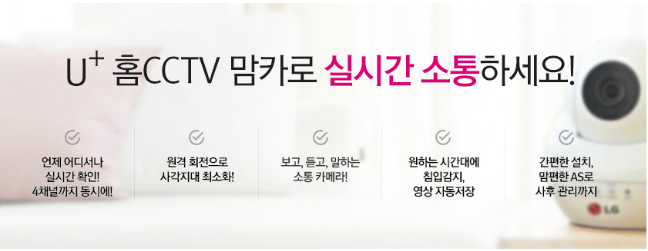 U⁺ 홈CCTV 맘카로 실시간 소통하세요!
언제 어디서나
실시간 확인!
4채널까지 동시에!
원격 회전으로
사각지대 최소화!
보고, 듣고, 말하는
소통 카메라!
원하는 시간대에
침입감지,
영상 자동저장
간편한 설치,
맘편한 AS로
사후 관리까지
LG